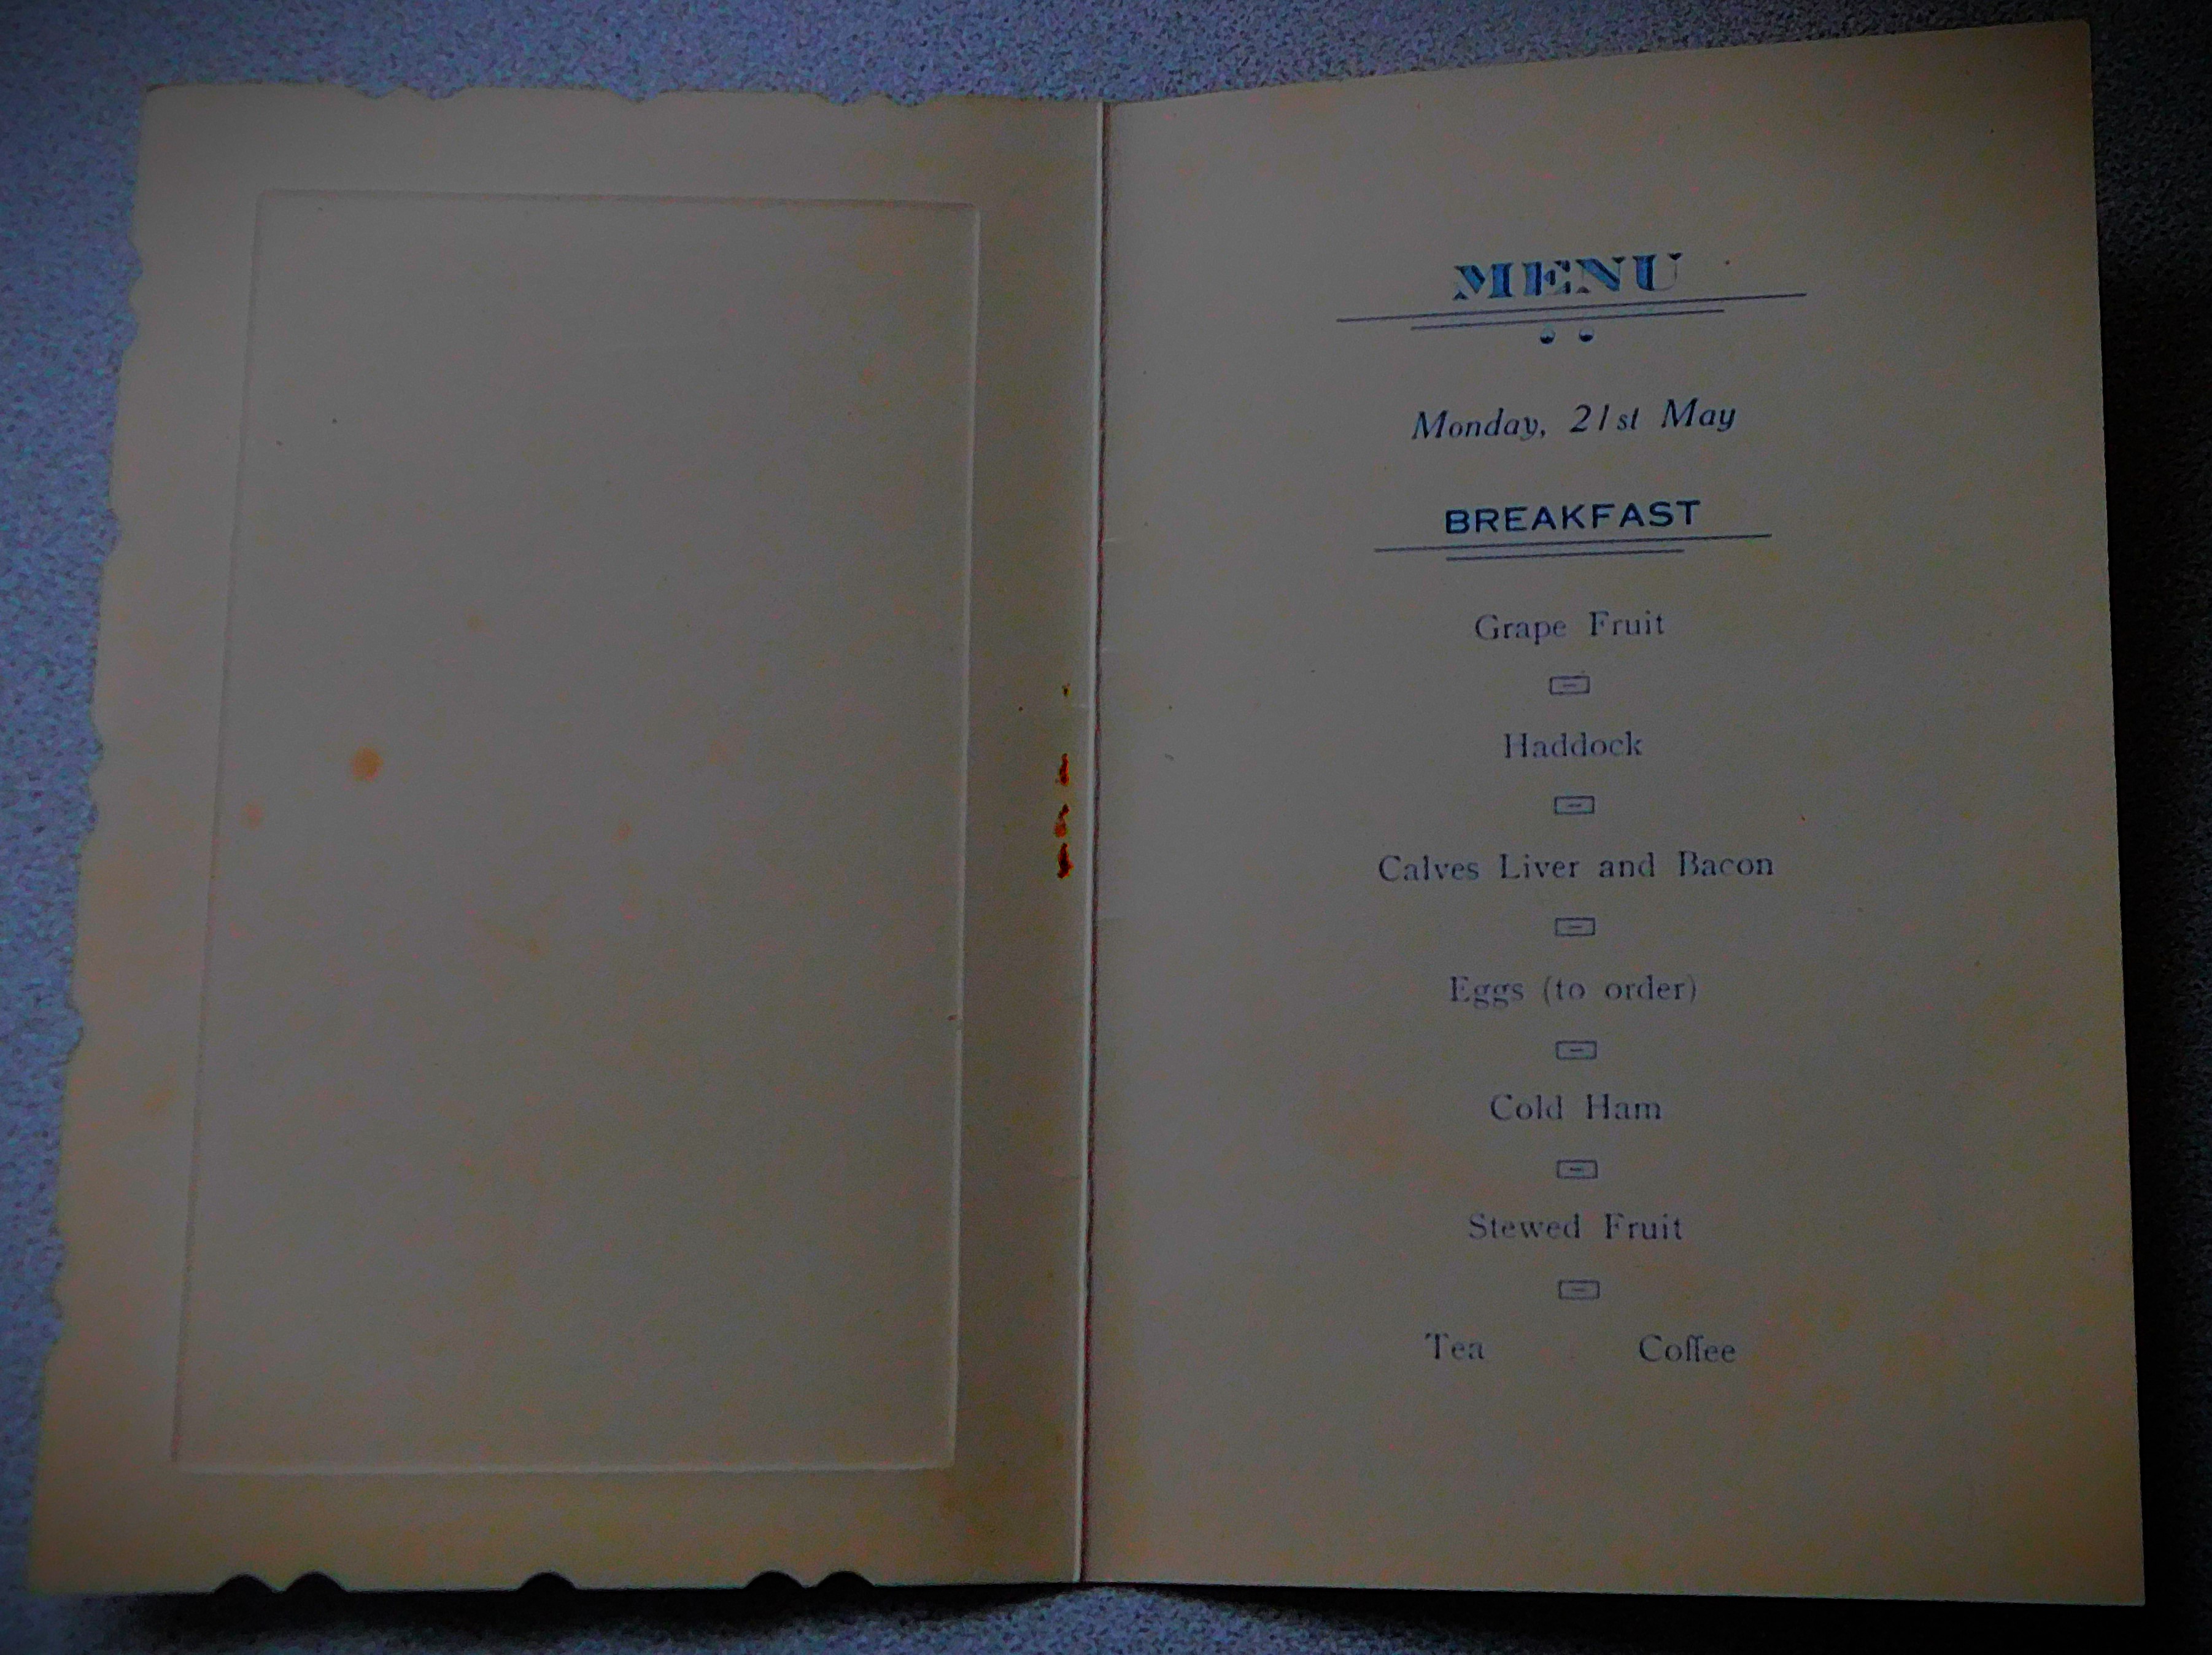 MENU
Monday, 21st May
BREAKFAST
Grape Fruit
Haddock
Calves Liver and Bacon
Eggs (to order)
Cold Ham
Stewed Fruit
Tea Coffee